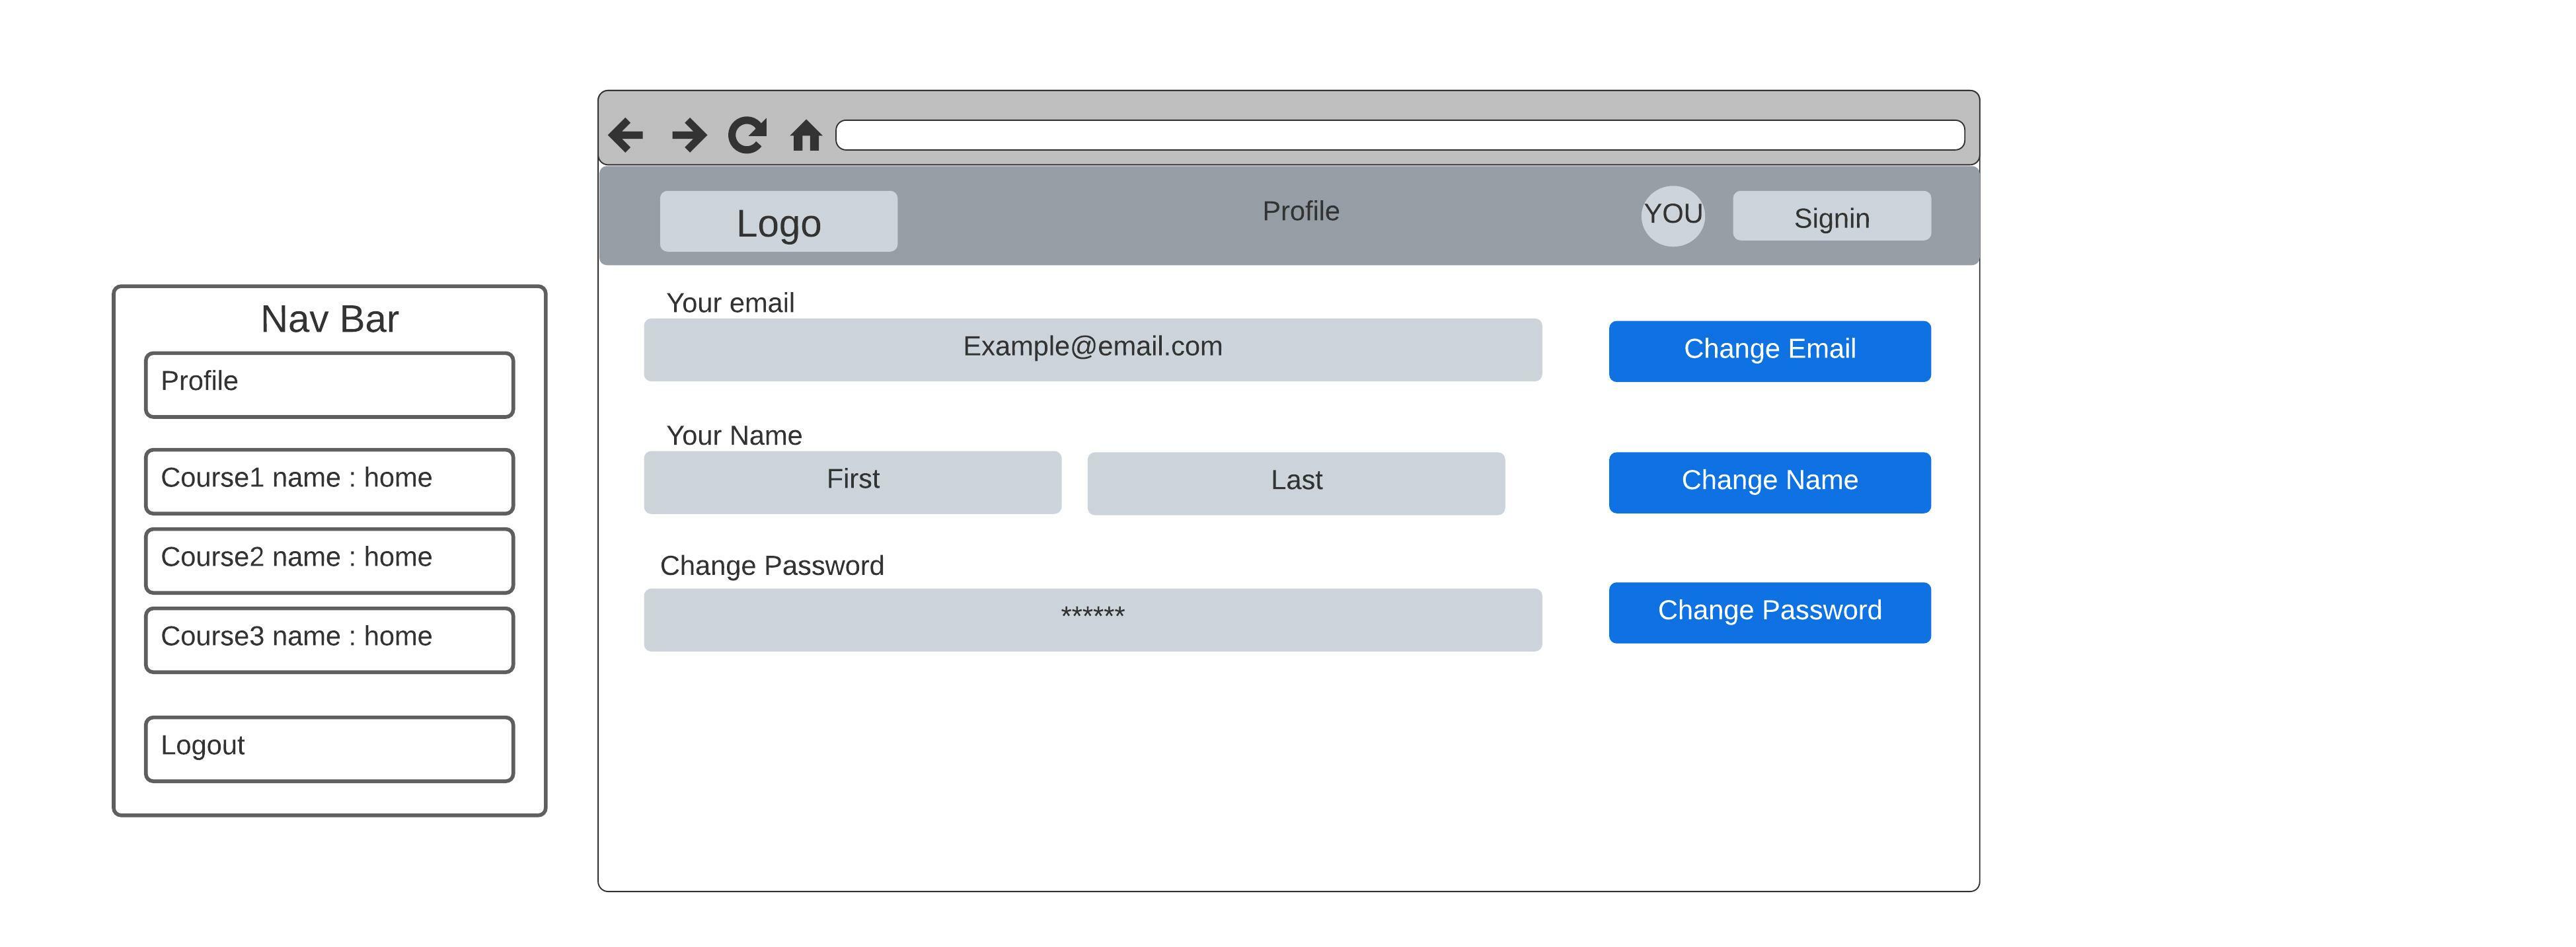 Nav Bar
Profile
Course1 name : home
Course2 name : home
Course3 name : home
Logout
Logo
Profile
YOU
Signin
Your email
Example@email.com
Change Email
Your Name
First
Last
Change Name
Change Password
******
Change Password